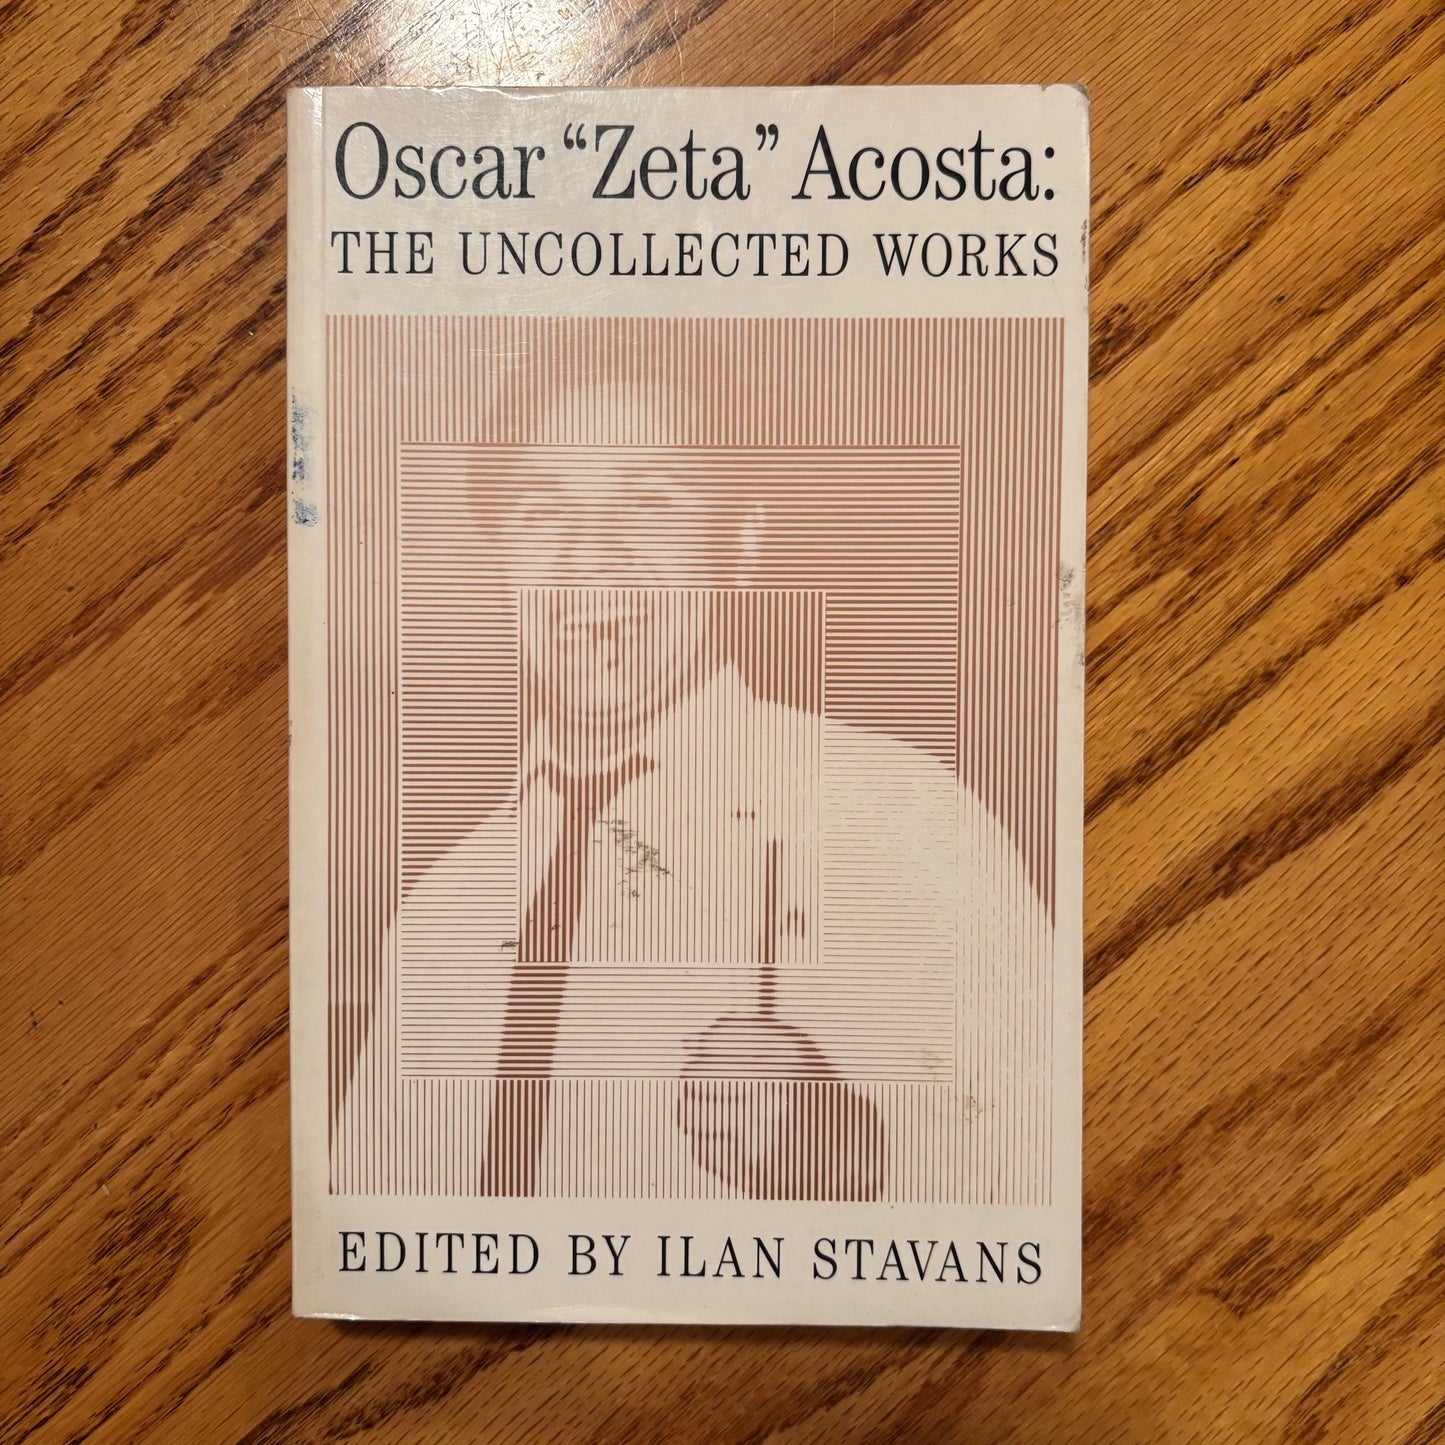 Oscar “Zeta” Acosta:
THE UNCOLLECTED WORKS
EDITED BY ILAN STAVANS